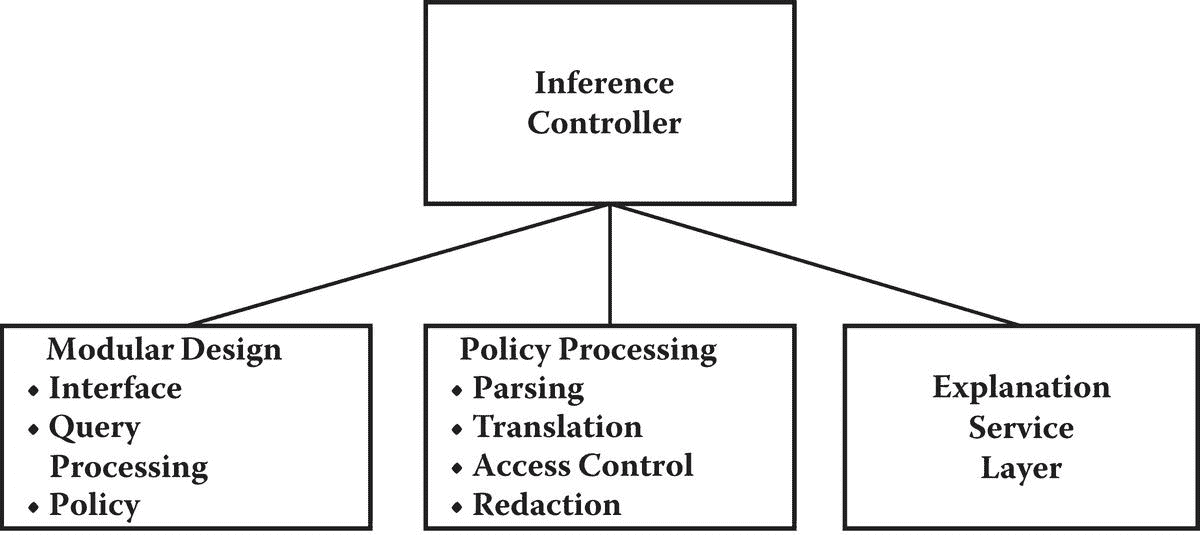 Inference
Controller
Modular Design
• Interface
• Query
Processing
• Policy
Policy Processing
• Parsing
• Translation
• Access Control
• Redaction
Explanation
Service
Layer